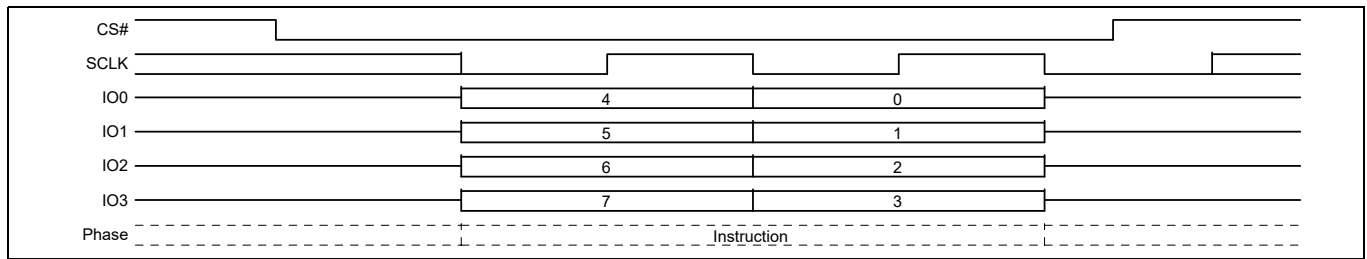 CS#
SCLK
IO0 4 0
IO1 5 1
IO2 6 2
IO3 7 3
Phase Instruction